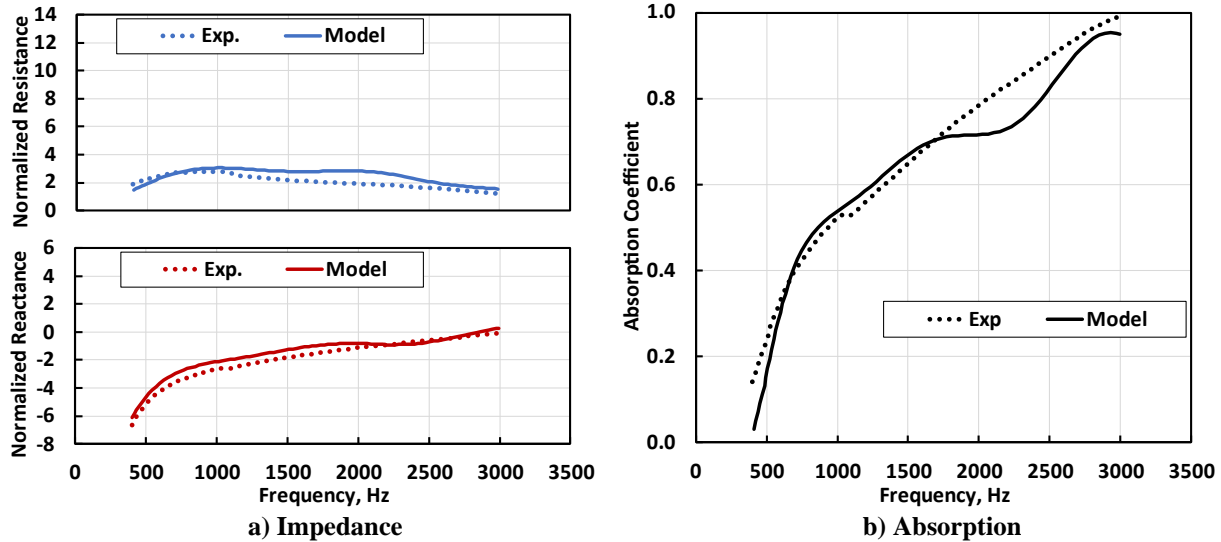 Normalized Resistance
14
12
10
8
6
4
2
0
Exp. Model
Normalized Reactance
6
4
2
0
-2
-4
-6
-8
Exp. Model
0 500 1000 1500 2000 2500 3000 3500
Frequency, Hz
a) Impedance
Absorption Coefficient
1.0
0.8
0.6
0.4
0.2
0.0
Exp Model
0 500 1000 1500 2000 2500 3000 3500
Frequency, Hz
b) Absorption